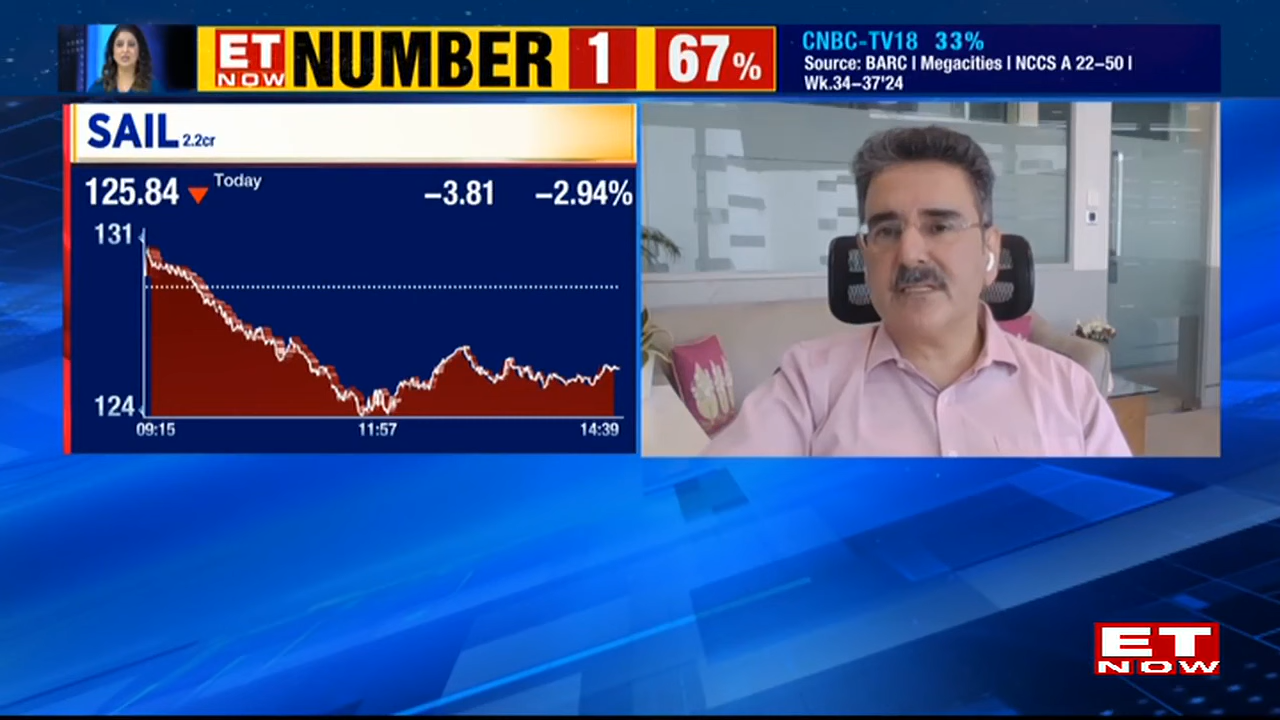 ET NOW NUMBER 1 67%
CNBC-TV18 33%
Source: BARC | Megacities | NCCS A 22–50 |
Wk.34–37'24
SAIL 2.2cr
125.84 Today –3.81 –2.94%
131
124
09:15 11:57 14:39
ET
NOW